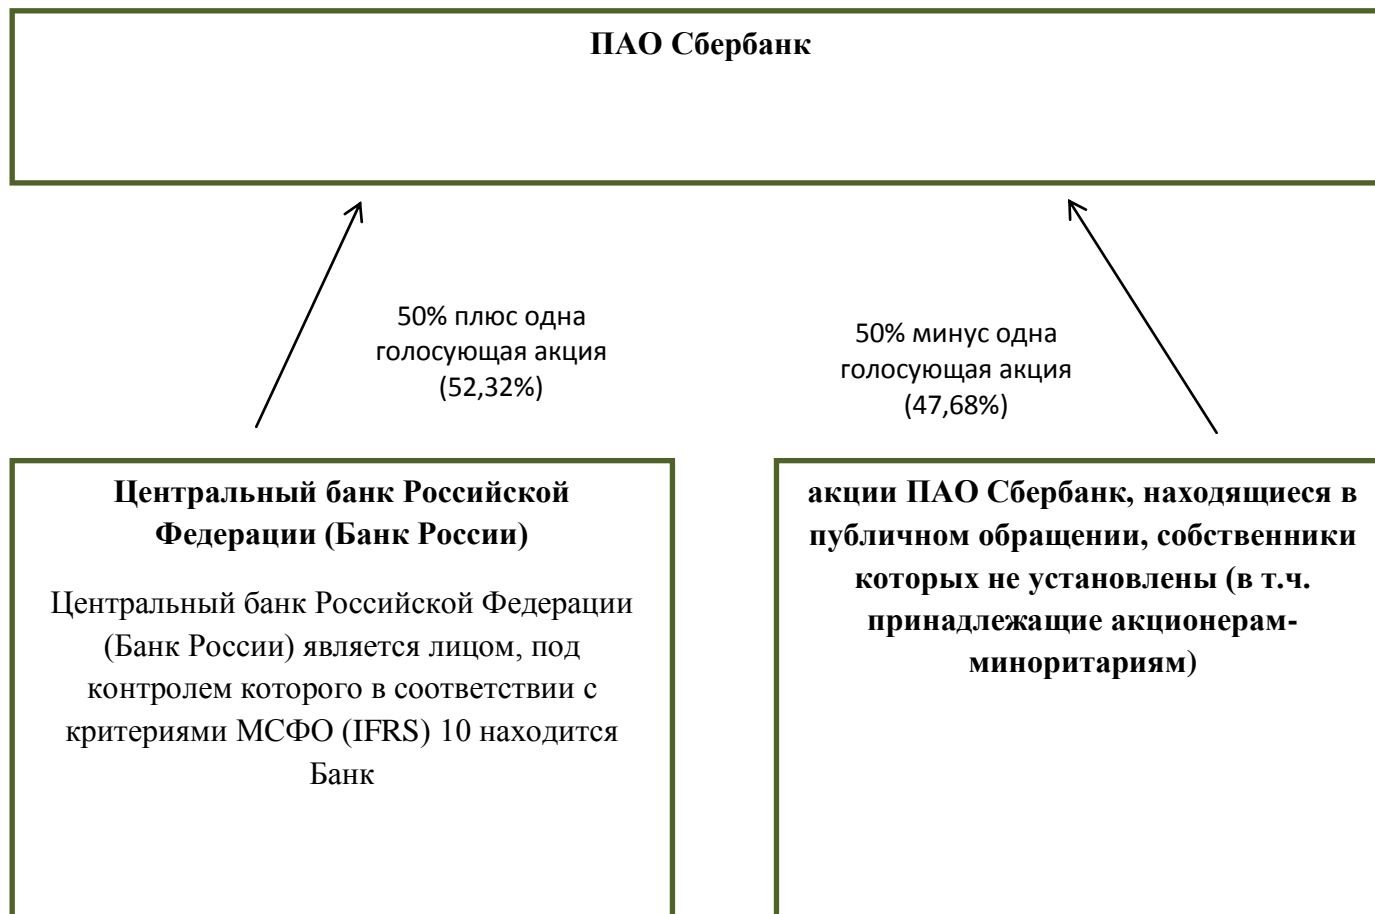 ПАО Сбербанк
50% плюс одна
голосующая акция
(52,32%)
50% минус одна
голосующая акция
(47,68%)
Центральный банк Российской
Федерации (Банк России)
Центральный банк Российской Федерации
(Банк России) является лицом, под
контролем которого в соответствии с
критериями МСФО (IFRS) 10 находится
Банк
акции ПАО Сбербанк, находящиеся в
публичном обращении, собственники
которых не установлены (в т.ч.
принадлежащие акционерам-
миноритариям)